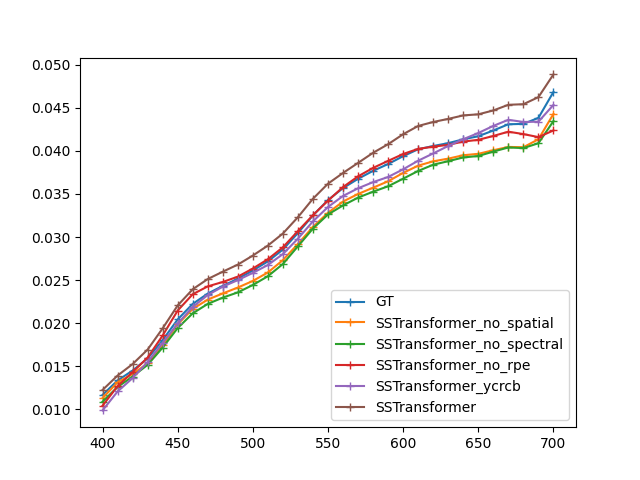 0.050
0.045
0.040
0.035
0.030
0.025
0.020
0.015
0.010
400
450
500
550
600
650
700
GT
SSTransformer_no_spatial
SSTransformer_no_spectral
SSTransformer_no_rpe
SSTransformer_ycrcb
SSTransformer